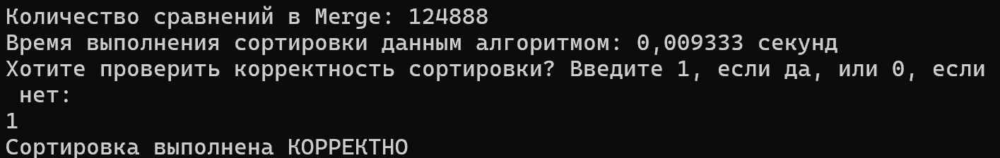 Количество сравнений в Merge: 124888
Время выполнения сортировки данным алгоритмом: 0,009333 секунд
Хотите проверить корректность сортировки? Введите 1, если да, или 0, если
нет:
1
Сортировка выполнена КОРРЕКТНО